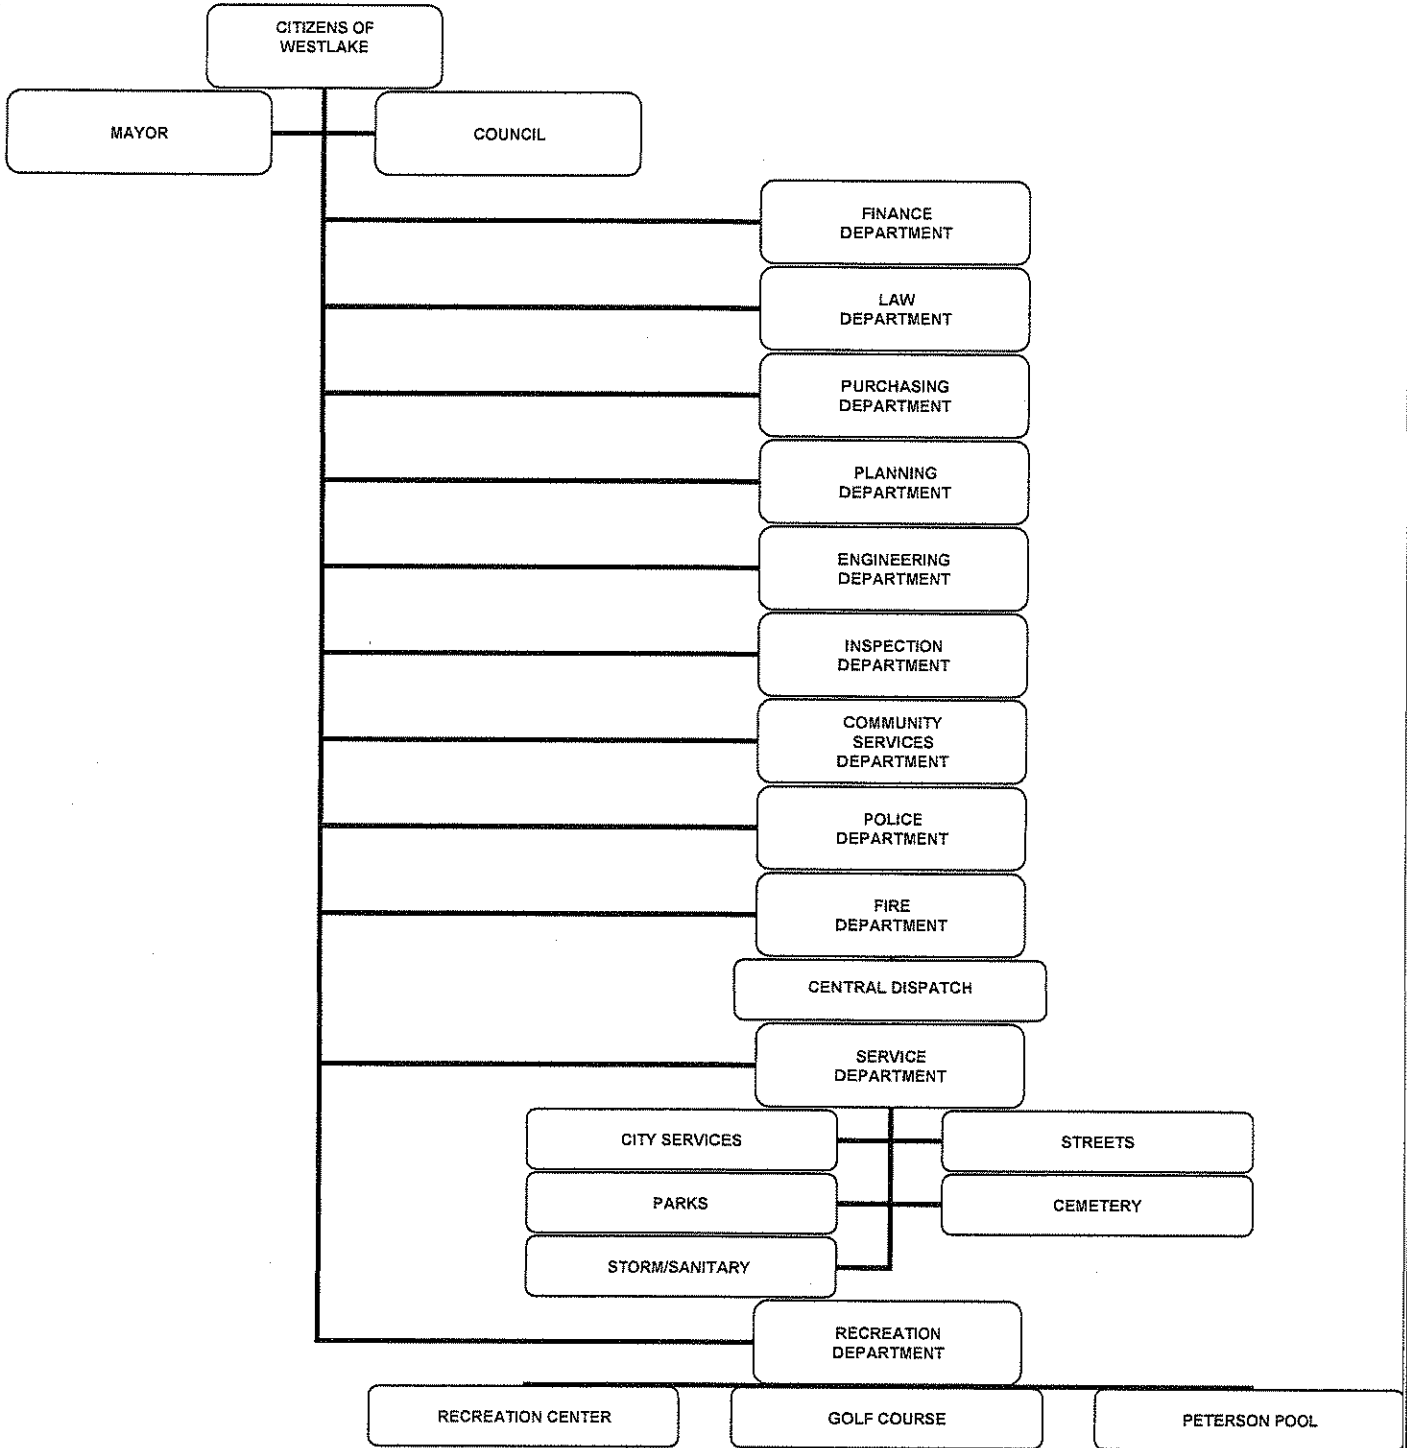 CITIZENS OF
WESTLAKE
MAYOR
COUNCIL
FINANCE
DEPARTMENT
LAW
DEPARTMENT
PURCHASING
DEPARTMENT
PLANNING
DEPARTMENT
ENGINEERING
DEPARTMENT
INSPECTION
DEPARTMENT
COMMUNITY
SERVICES
DEPARTMENT
POLICE
DEPARTMENT
FIRE
DEPARTMENT
CENTRAL DISPATCH
SERVICE
DEPARTMENT
CITY SERVICES
STREETS
PARKS
CEMETERY
STORM/SANITARY
RECREATION
DEPARTMENT
RECREATION CENTER
GOLF COURSE
PETERSON POOL